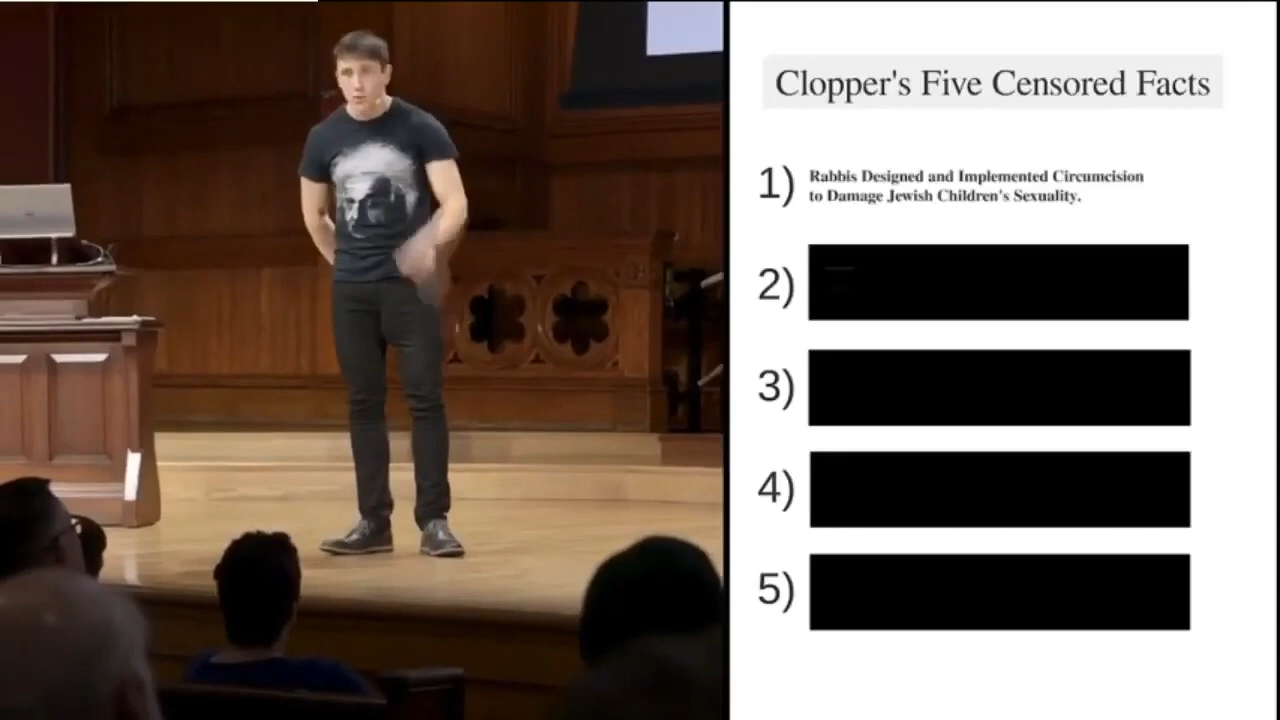 Clopper's Five Censored Facts
1) Rabbis Designed and Implemented Circumcision
to Damage Jewish Children's Sexuality.
2)
3)
4)
5)